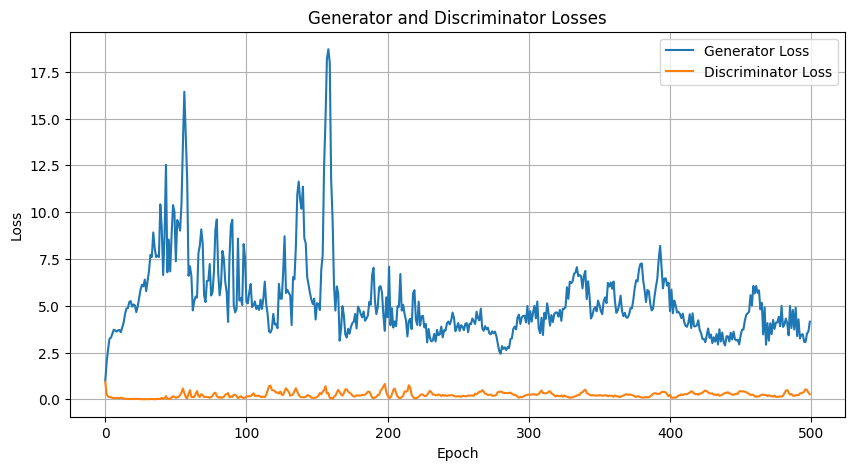 Generator and Discriminator Losses
Generator Loss
Discriminator Loss
17.5
15.0
12.5
10.0
7.5
5.0
2.5
0.0
Loss
0 100 200 300 400 500
Epoch